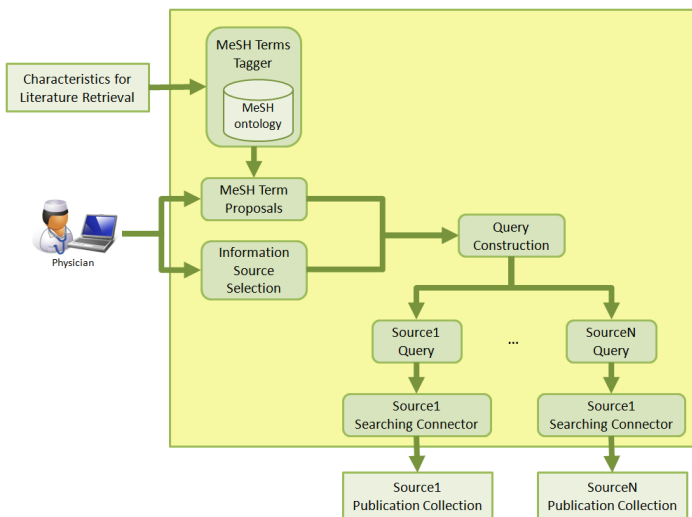 MeSH Terms
Tagger
MeSH
ontology
Characteristics for
Literature Retrieval
MeSH Term
Proposals
Physician
Information
Source
Selection
Query
Construction
Source1
Query
...
SourceN
Query
Source1
Searching Connector
Source1
Searching Connector
Source1
Publication Collection
SourceN
Publication Collection